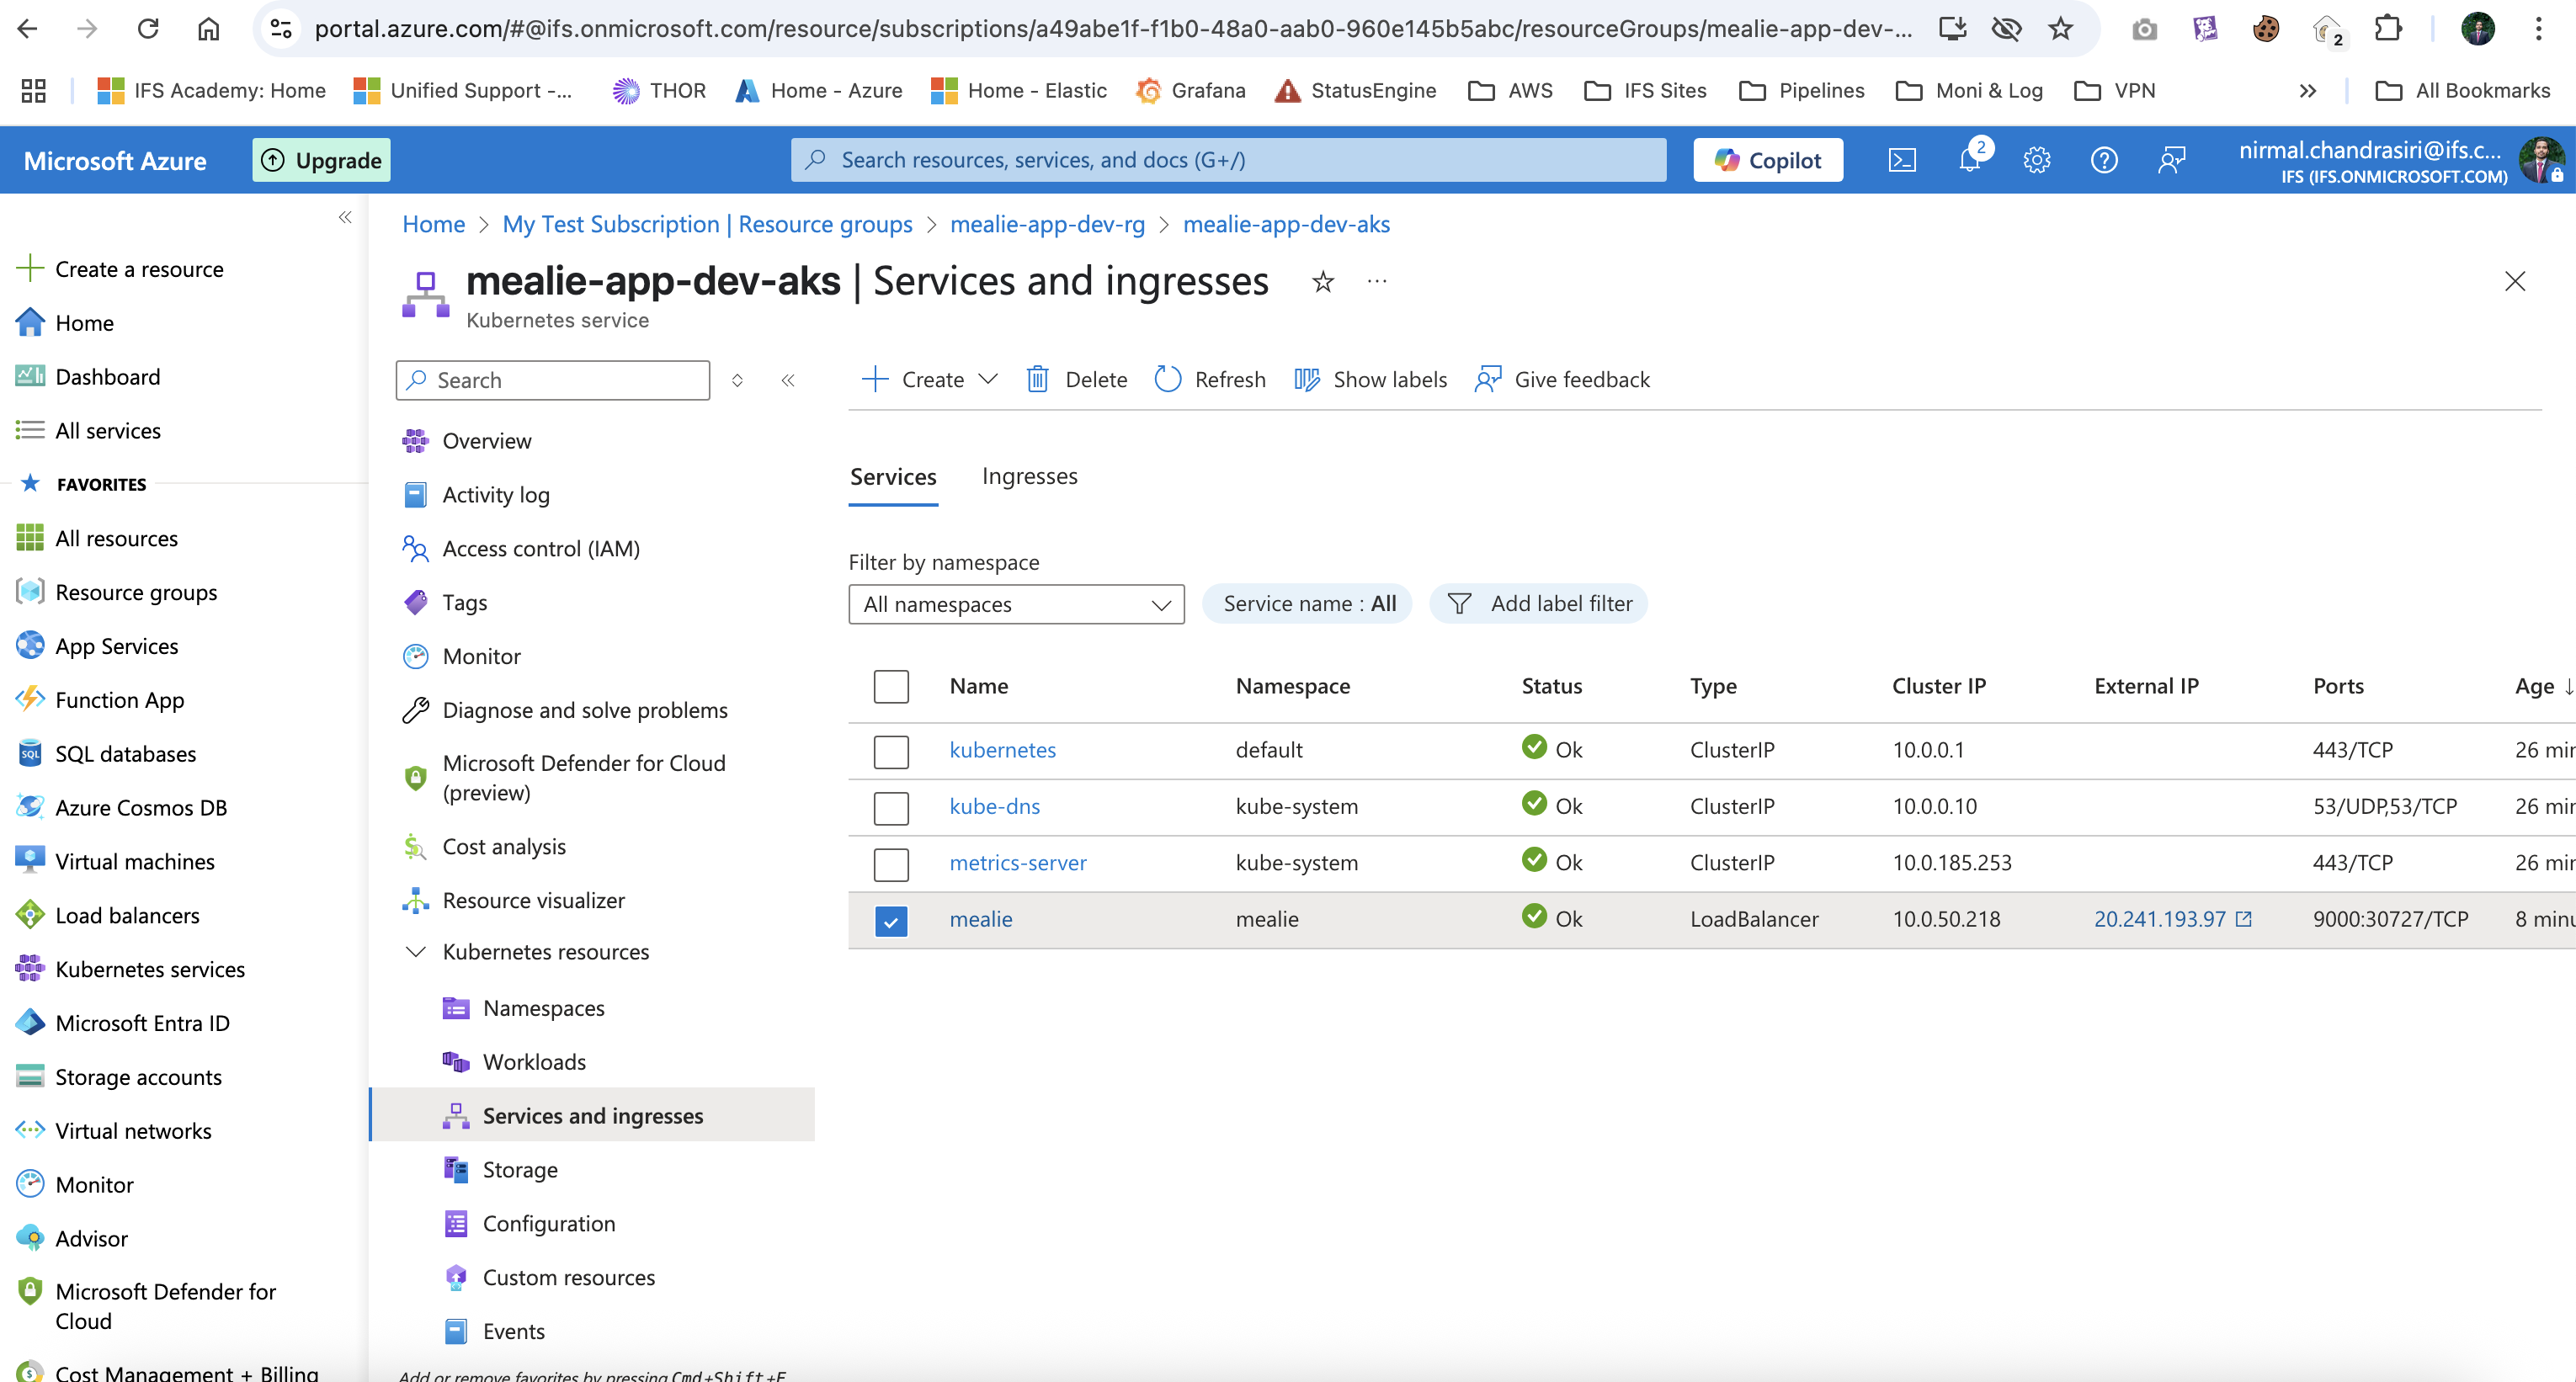 portal.azure.com/#@ifs.onmicrosoft.com/resource/subscriptions/a49abe1f-f1b0-48a0-aab0-960e145b5abc/resourceGroups/mealie-app-dev-...
2
IFS Academy: Home
Unified Support -...
THOR
Home - Azure
Home - Elastic
Grafana
StatusEngine
AWS
IFS Sites
Pipelines
Moni & Log
VPN
»
All Bookmarks
Microsoft Azure
Upgrade
Search resources, services, and docs (G+/)
Copilot
2
nirmal.chandrasiri@ifs.c...
IFS (IFS.ONMICROSOFT.COM)
Create a resource
Home
Dashboard
All services
FAVORITES
All resources
Resource groups
App Services
Function App
SQL databases
Azure Cosmos DB
Virtual machines
Load balancers
Kubernetes services
Microsoft Entra ID
Storage accounts
Virtual networks
Monitor
Advisor
Microsoft Defender for
Cloud
Cost Management + Billing
Home > My Test Subscription | Resource groups > mealie-app-dev-rg > mealie-app-dev-aks
mealie-app-dev-aks | Services and ingresses
Kubernetes service
Search
Overview
Activity log
Access control (IAM)
Tags
Monitor
Diagnose and solve problems
Microsoft Defender for Cloud
(preview)
Cost analysis
Resource visualizer
Kubernetes resources
Namespaces
Workloads
Services and ingresses
Storage
Configuration
Custom resources
Events
Add or remove favorites by pressing Cmd+Shift+F
Create
Delete
Refresh
Show labels
Give feedback
Services
Ingresses
Filter by namespace
All namespaces
Service name : All
Add label filter
Name Namespace Status Type Cluster IP External IP Ports Age ↓
kubernetes default Ok ClusterIP 10.0.0.1 443/TCP 26 min
kube-dns kube-system Ok ClusterIP 10.0.0.10 53/UDP,53/TCP 26 min
metrics-server kube-system Ok ClusterIP 10.0.185.253 443/TCP 26 min
mealie mealie Ok LoadBalancer 10.0.50.218 20.241.193.97 9000:30727/TCP 8 minu